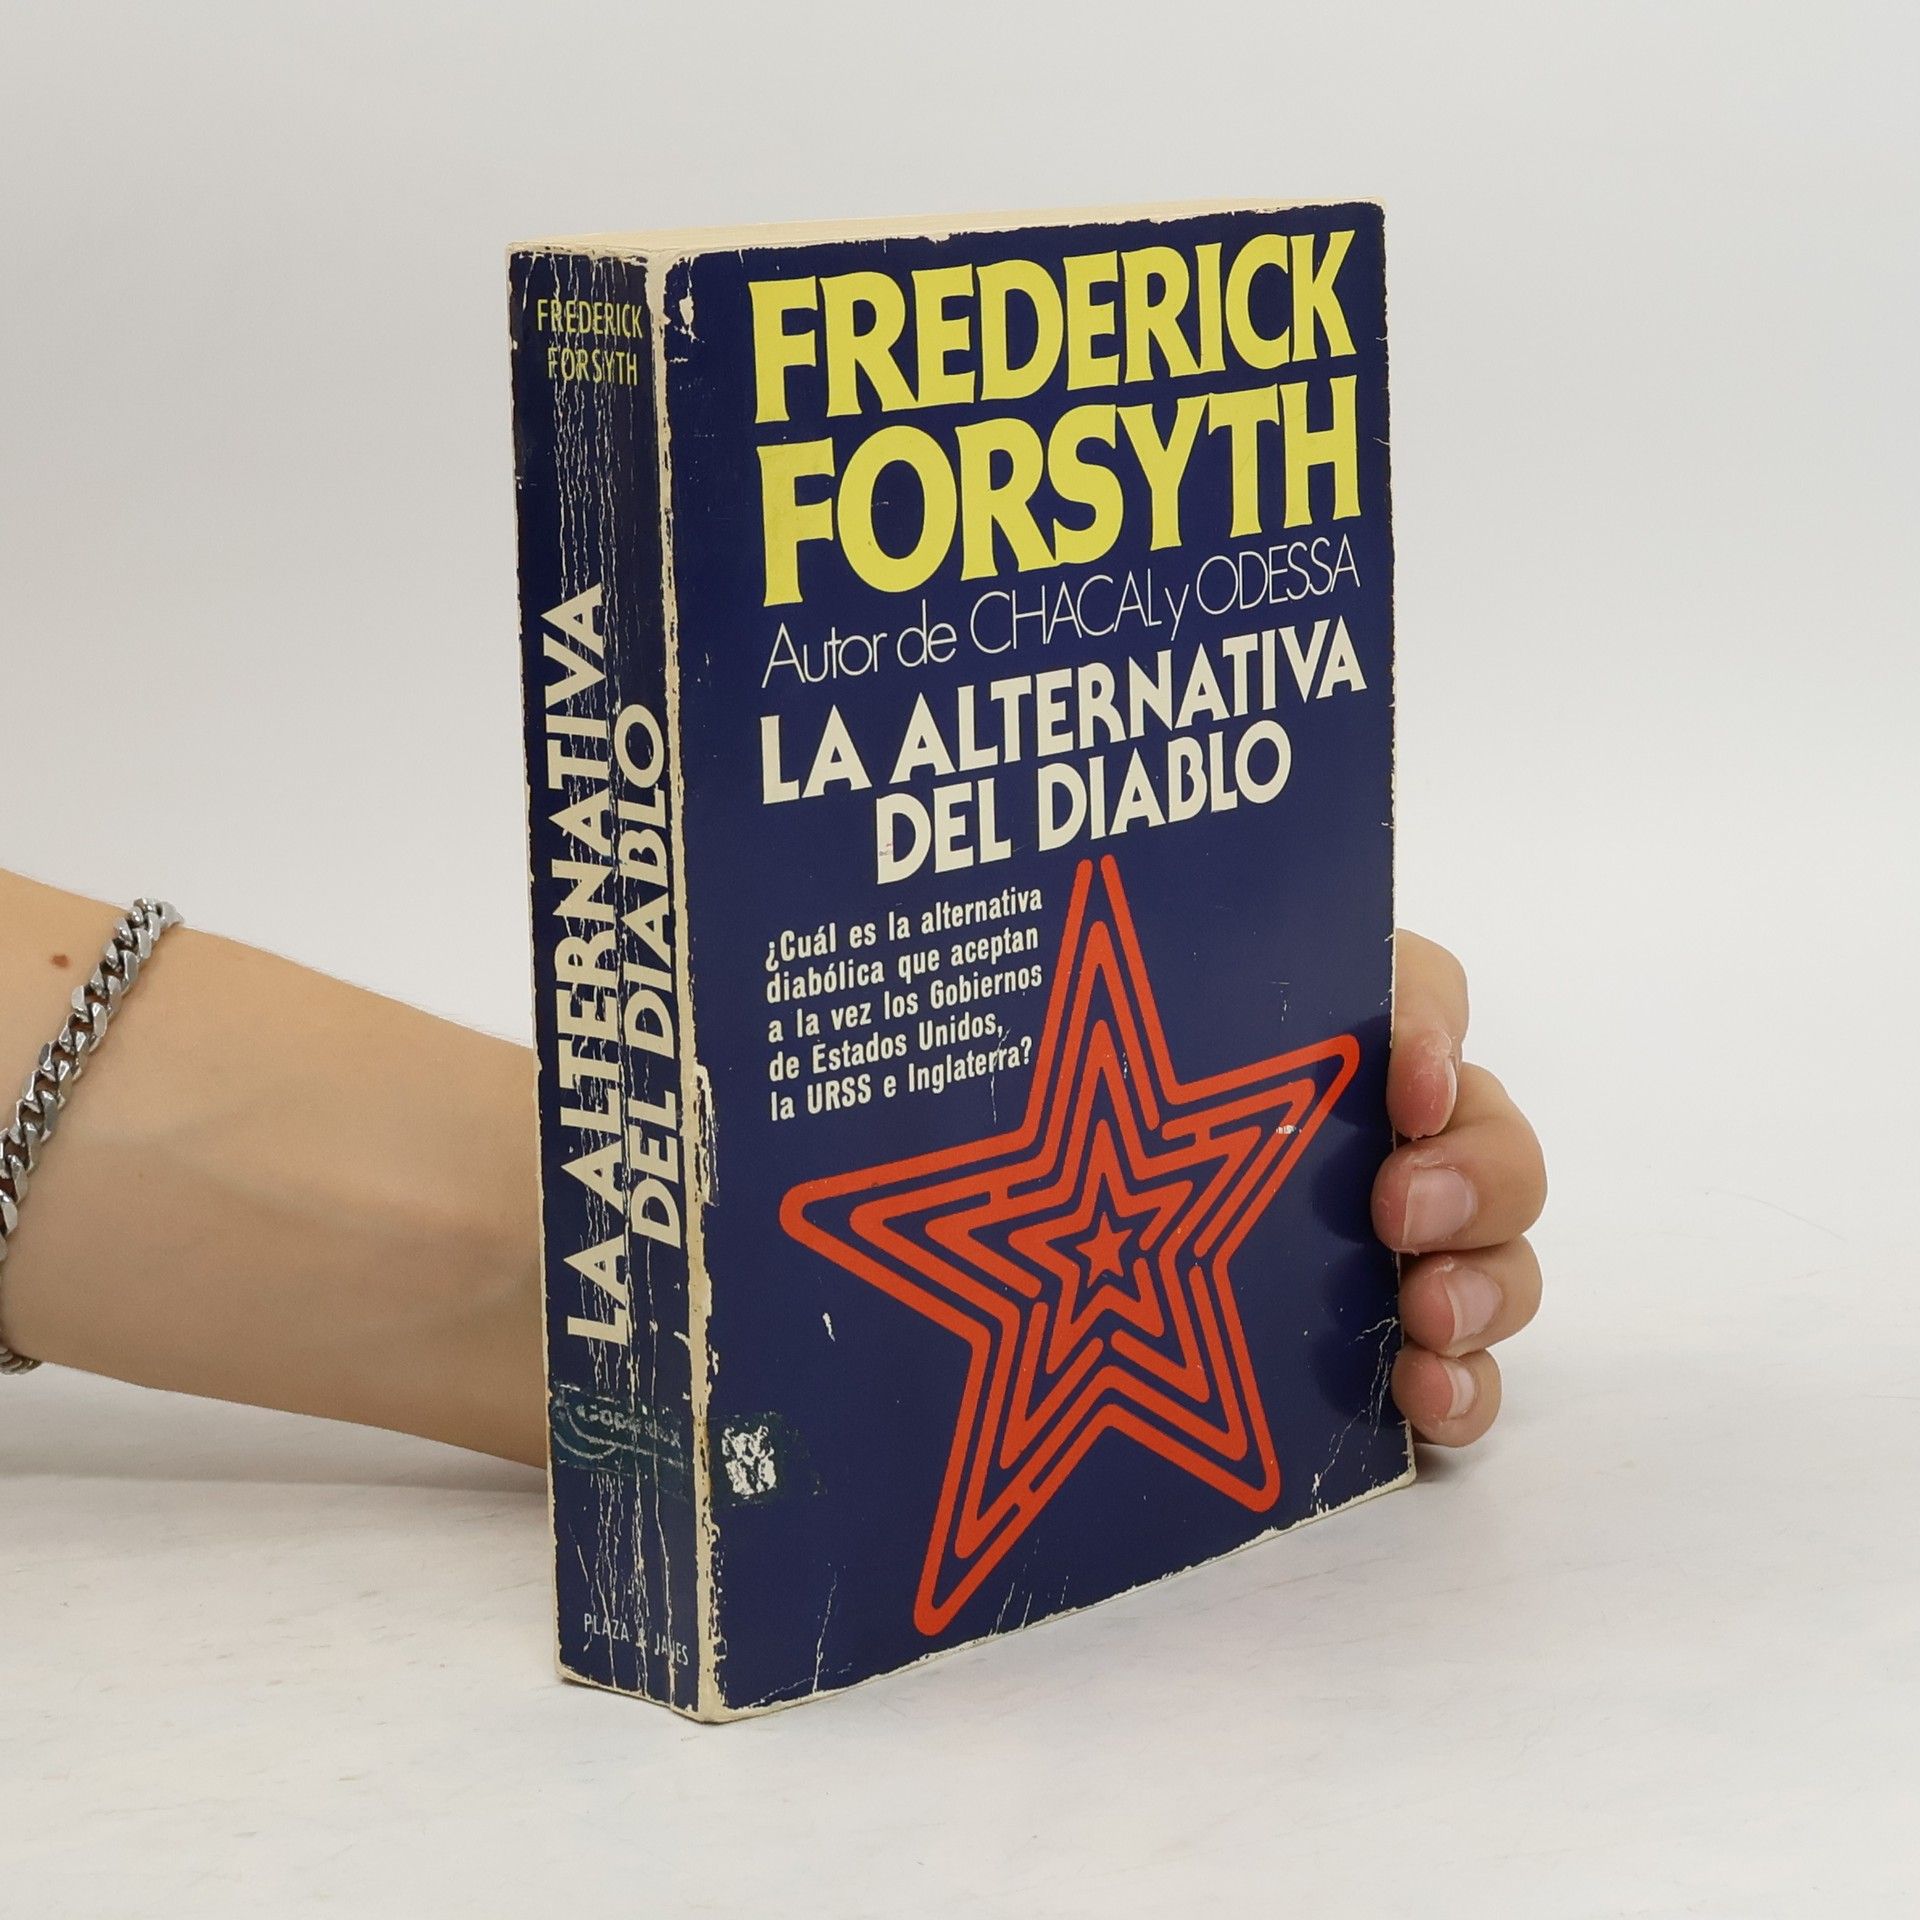 FREDERICK
FORSYTH
LA ALTERNATIVA
DEL DIABLO
PLAZA & JANES
FREDERICK
FORSYTH
Autor de CHACAL y ODESSA
LA ALTERNATIVA
DEL DIABLO
¿Cuál es la alternativa
diabólica que aceptan
a la vez los Gobiernos
de Estados Unidos,
la URSS e Inglaterra?